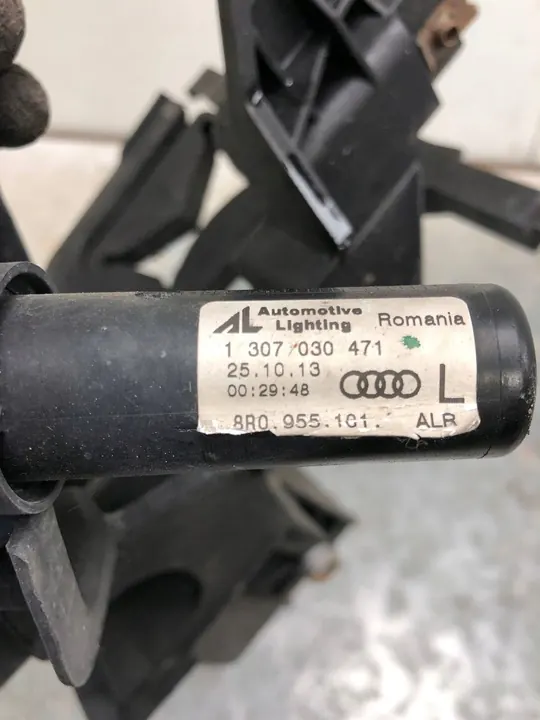 AL Automotive Lighting Romania
1 307 030 471
25.10.13
00:29:48 L
8R0.955.101. ALR